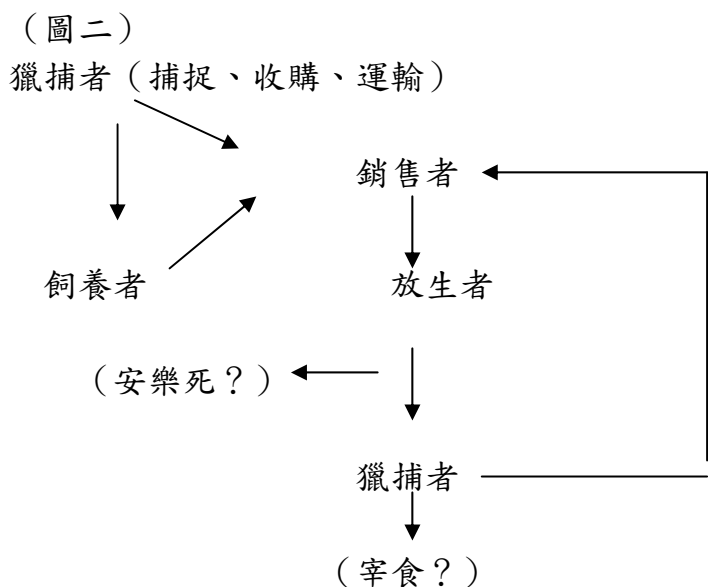 （圖二）
獵捕者（捕捉、收購、運輸）
銷售者
飼養者
放生者
（安樂死？）
獵捕者
（宰食？）